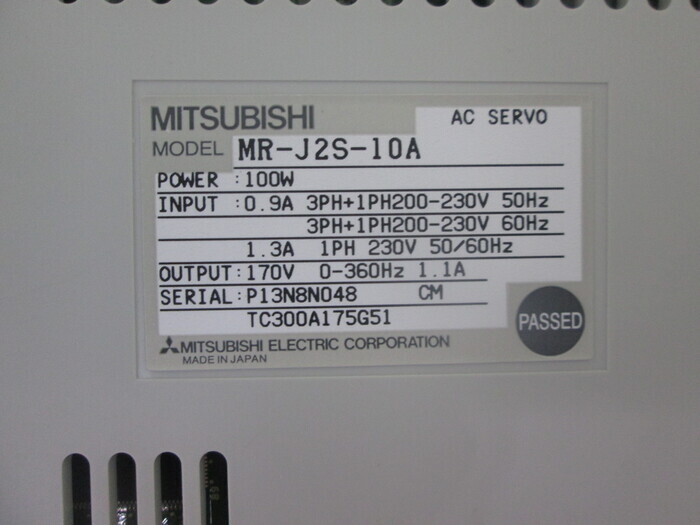 MITSUBISHI AC SERVO
MODEL MR-J2S-10A
POWER :100W
INPUT :0.9A 3PH+1PH200-230V 50Hz
3PH+1PH200-230V 60Hz
1.3A 1PH 230V 50/60Hz
OUTPUT:170V 0-360Hz 1.1A
SERIAL:P13N8N048 CM
TC300A175G51
PASSED
MITSUBISHI ELECTRIC CORPORATION
MADE IN JAPAN